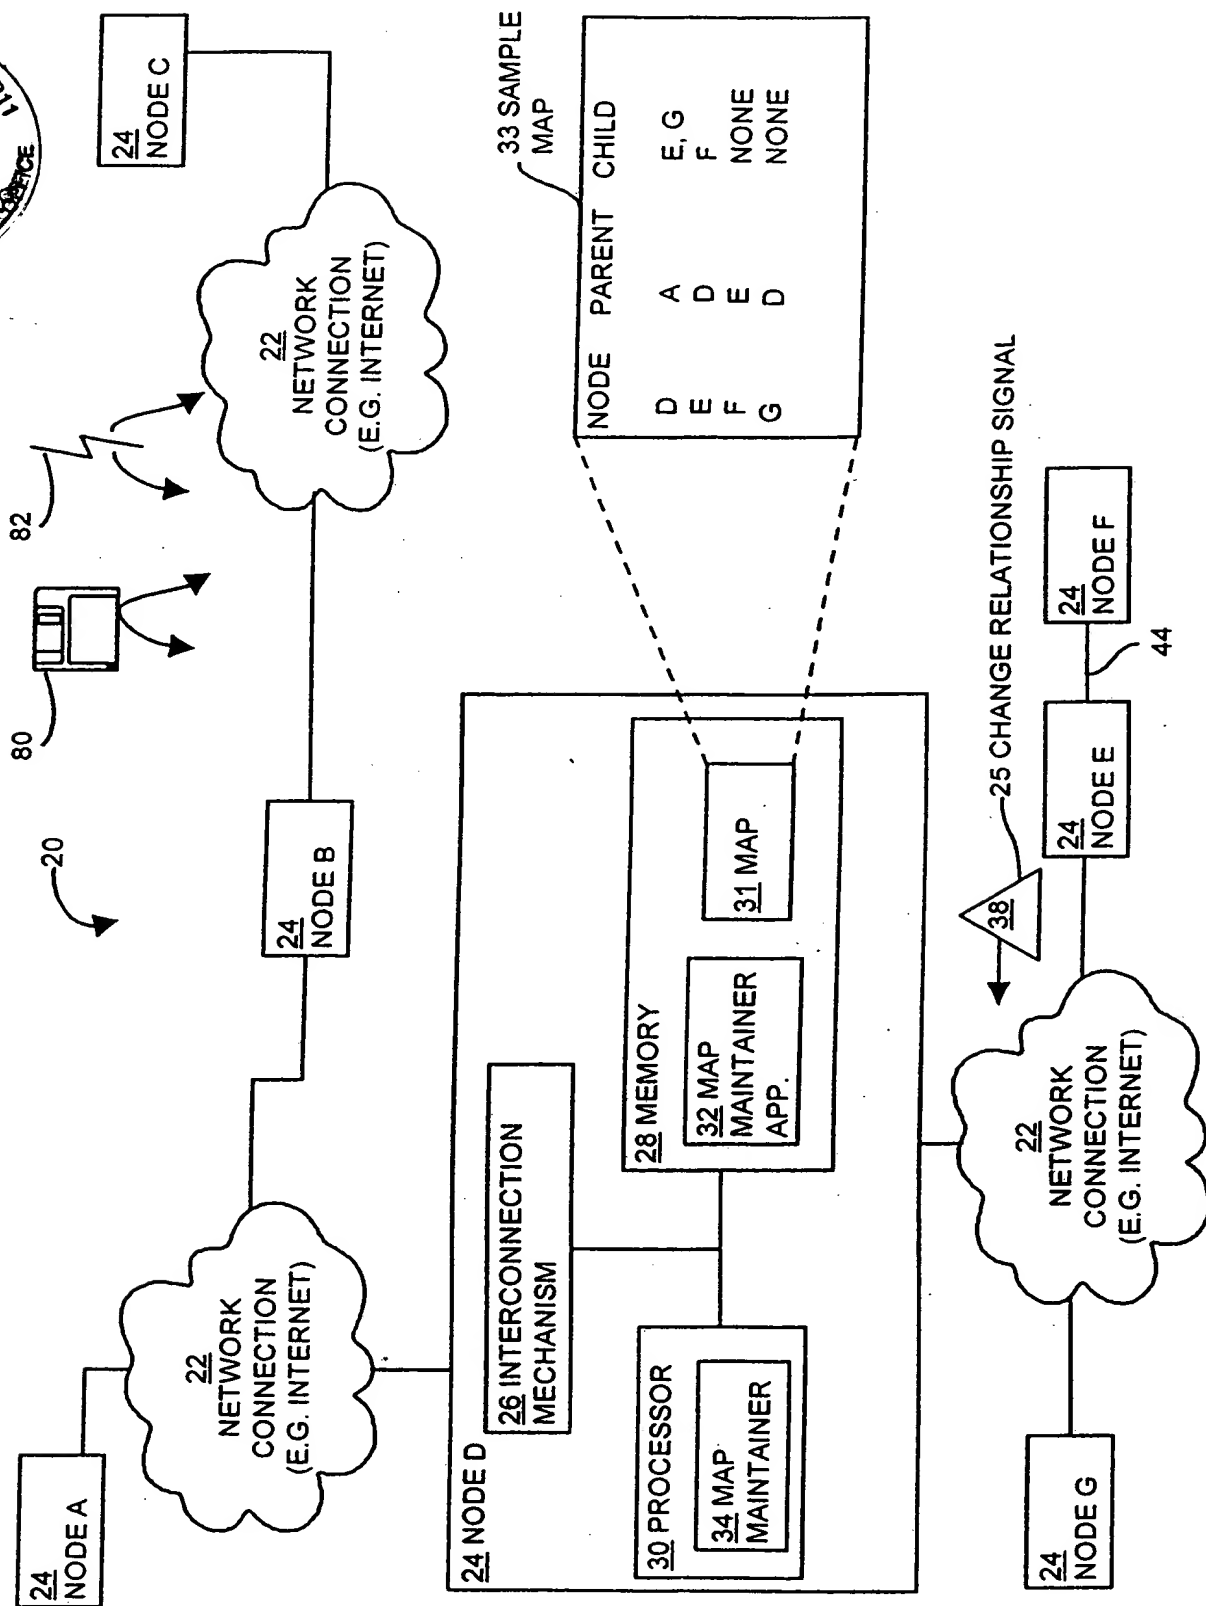 80
82
20
24
NODE A
22
NETWORK
CONNECTION
(E.G. INTERNET)
24
NODE B
22
NETWORK
CONNECTION
(E.G. INTERNET)
24
NODE C
24 NODE D
26 INTERCONNECTION
MECHANISM
30 PROCESSOR
34 MAP
MAINTAINER
28 MEMORY
32 MAP
MAINTAINER
APP.
31 MAP
33 SAMPLE
MAP
NODE PARENT CHILD
D A E, G
E D F
F E NONE
G D NONE
24
NODE G
22
NETWORK
CONNECTION
(E.G. INTERNET)
38
25 CHANGE RELATIONSHIP SIGNAL
24
NODE E
44
24
NODE F